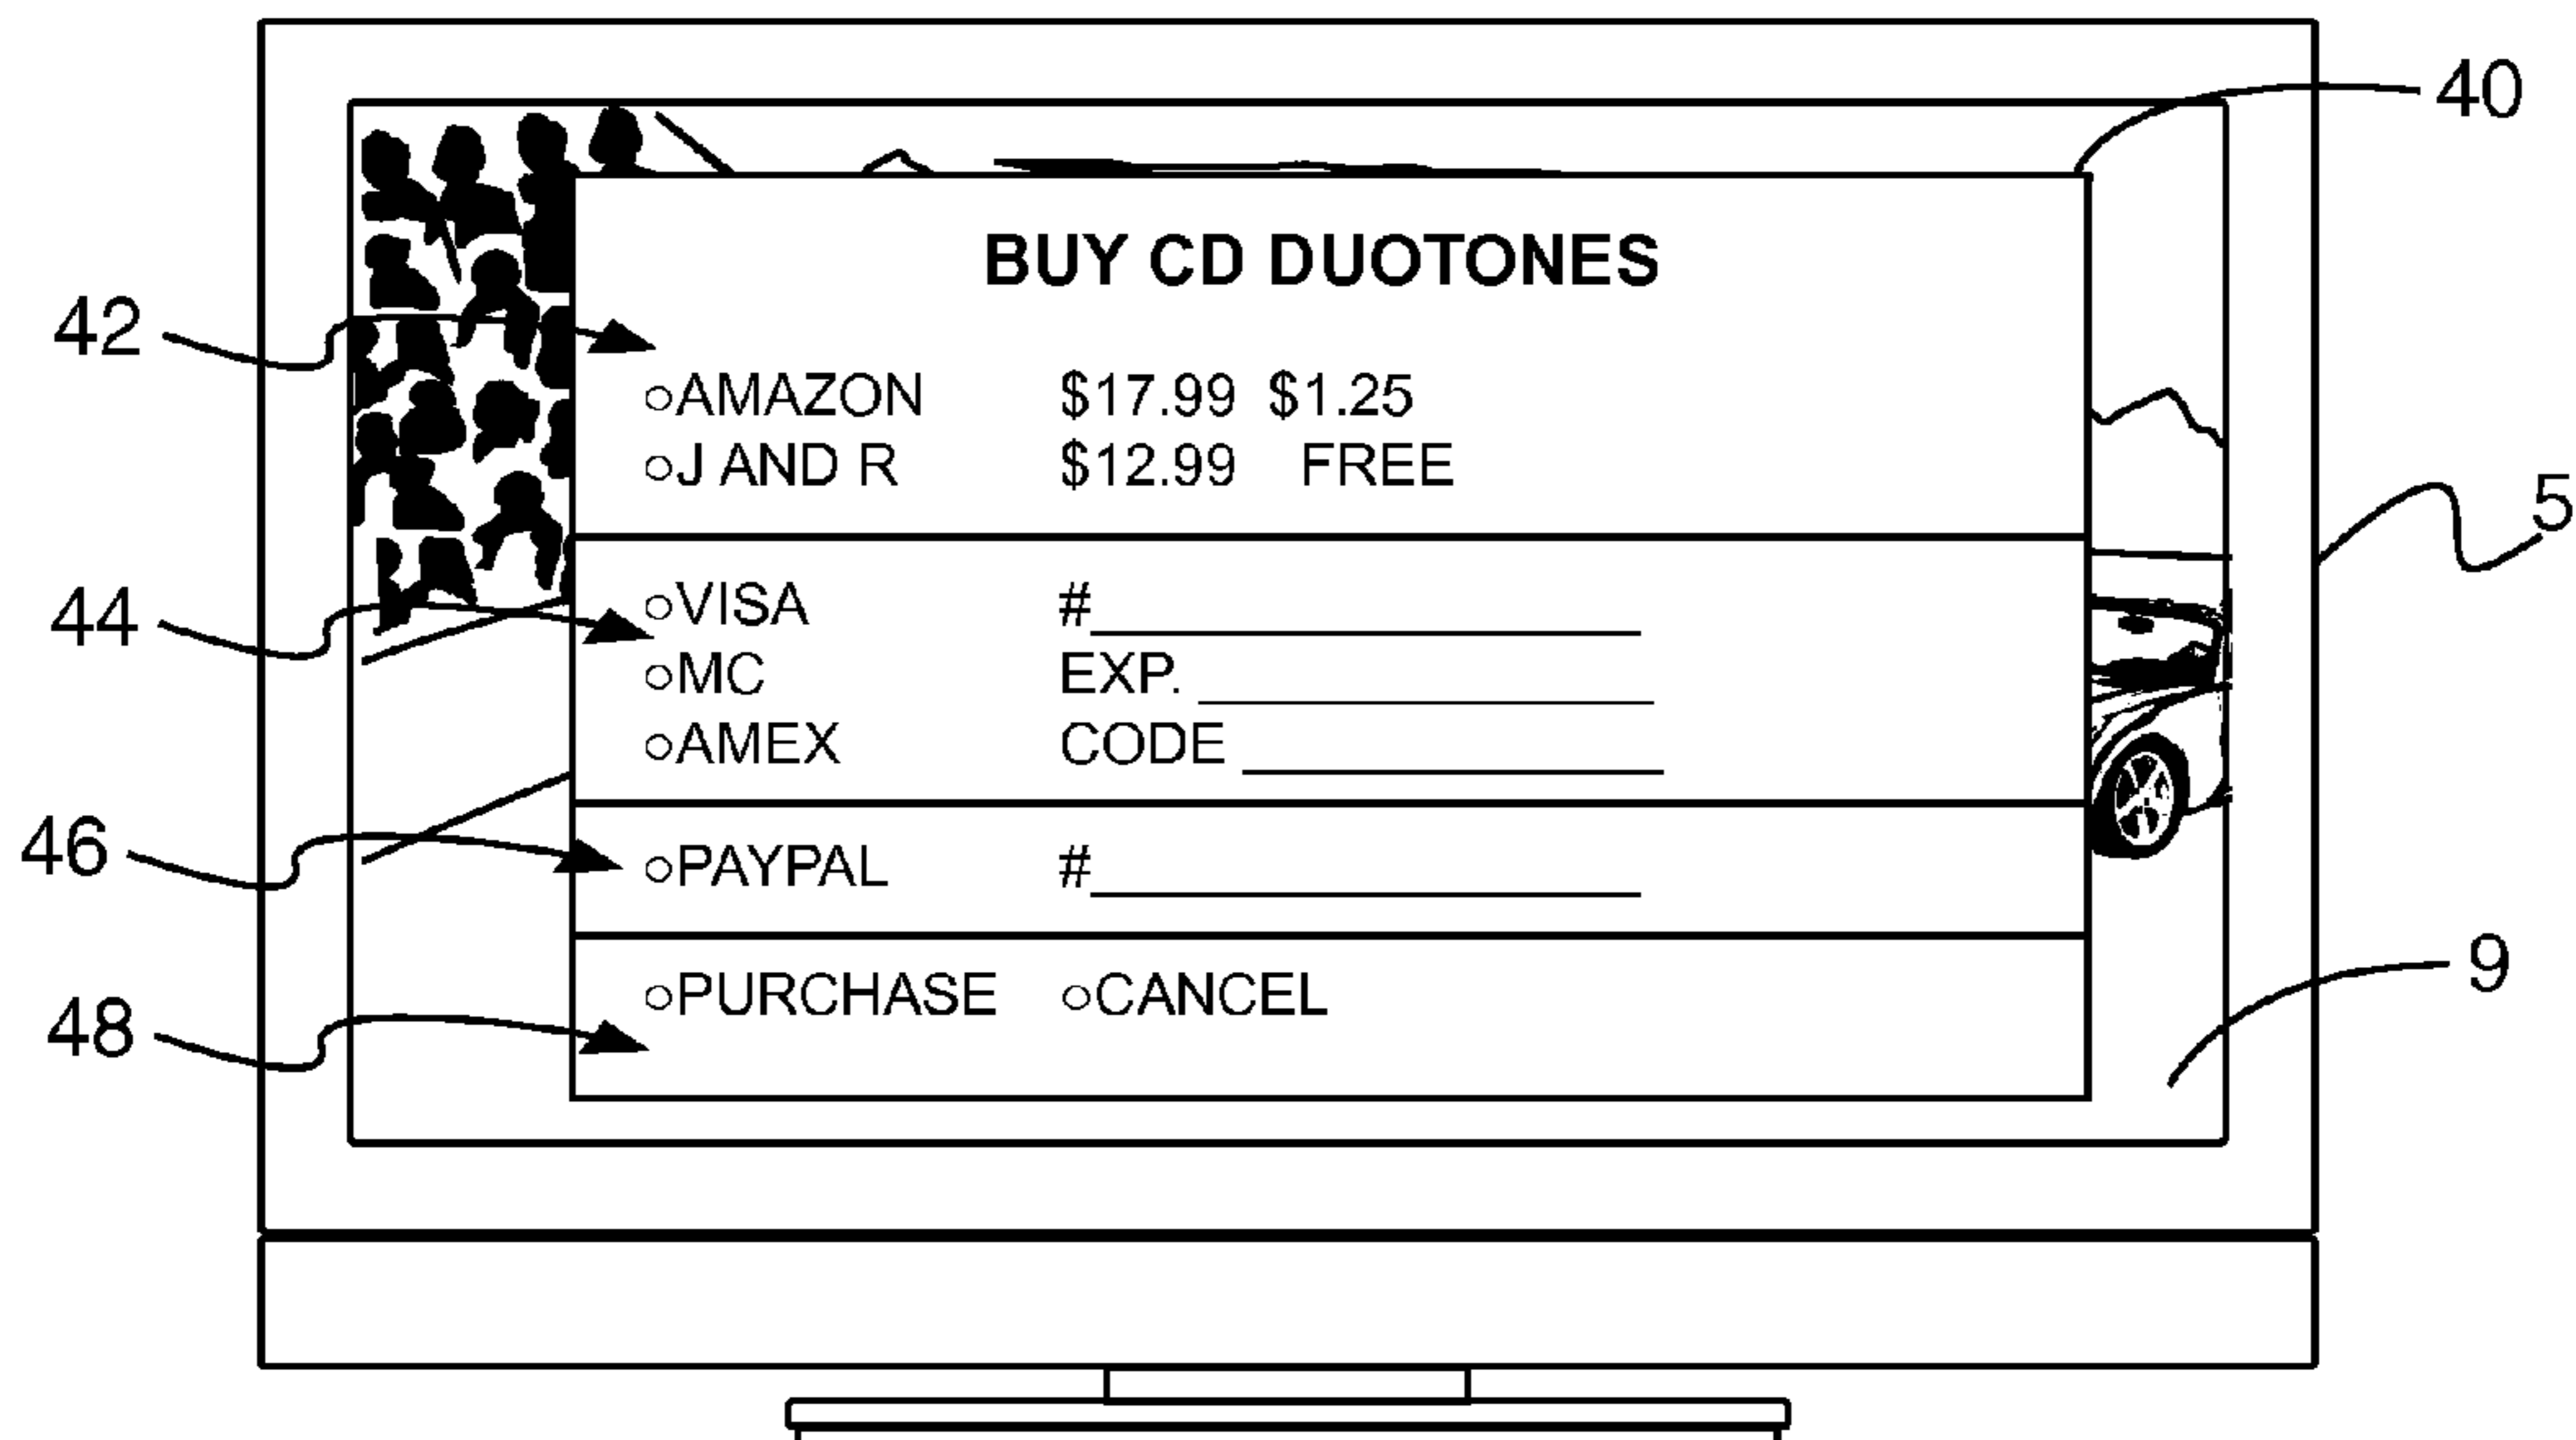 40
BUY CD DUOTONES
42
○AMAZON $17.99 $1.25
○J AND R $12.99 FREE
5
44
○VISA #
○MC EXP.
○AMEX CODE
46
○PAYPAL #
9
○PURCHASE ○CANCEL
48